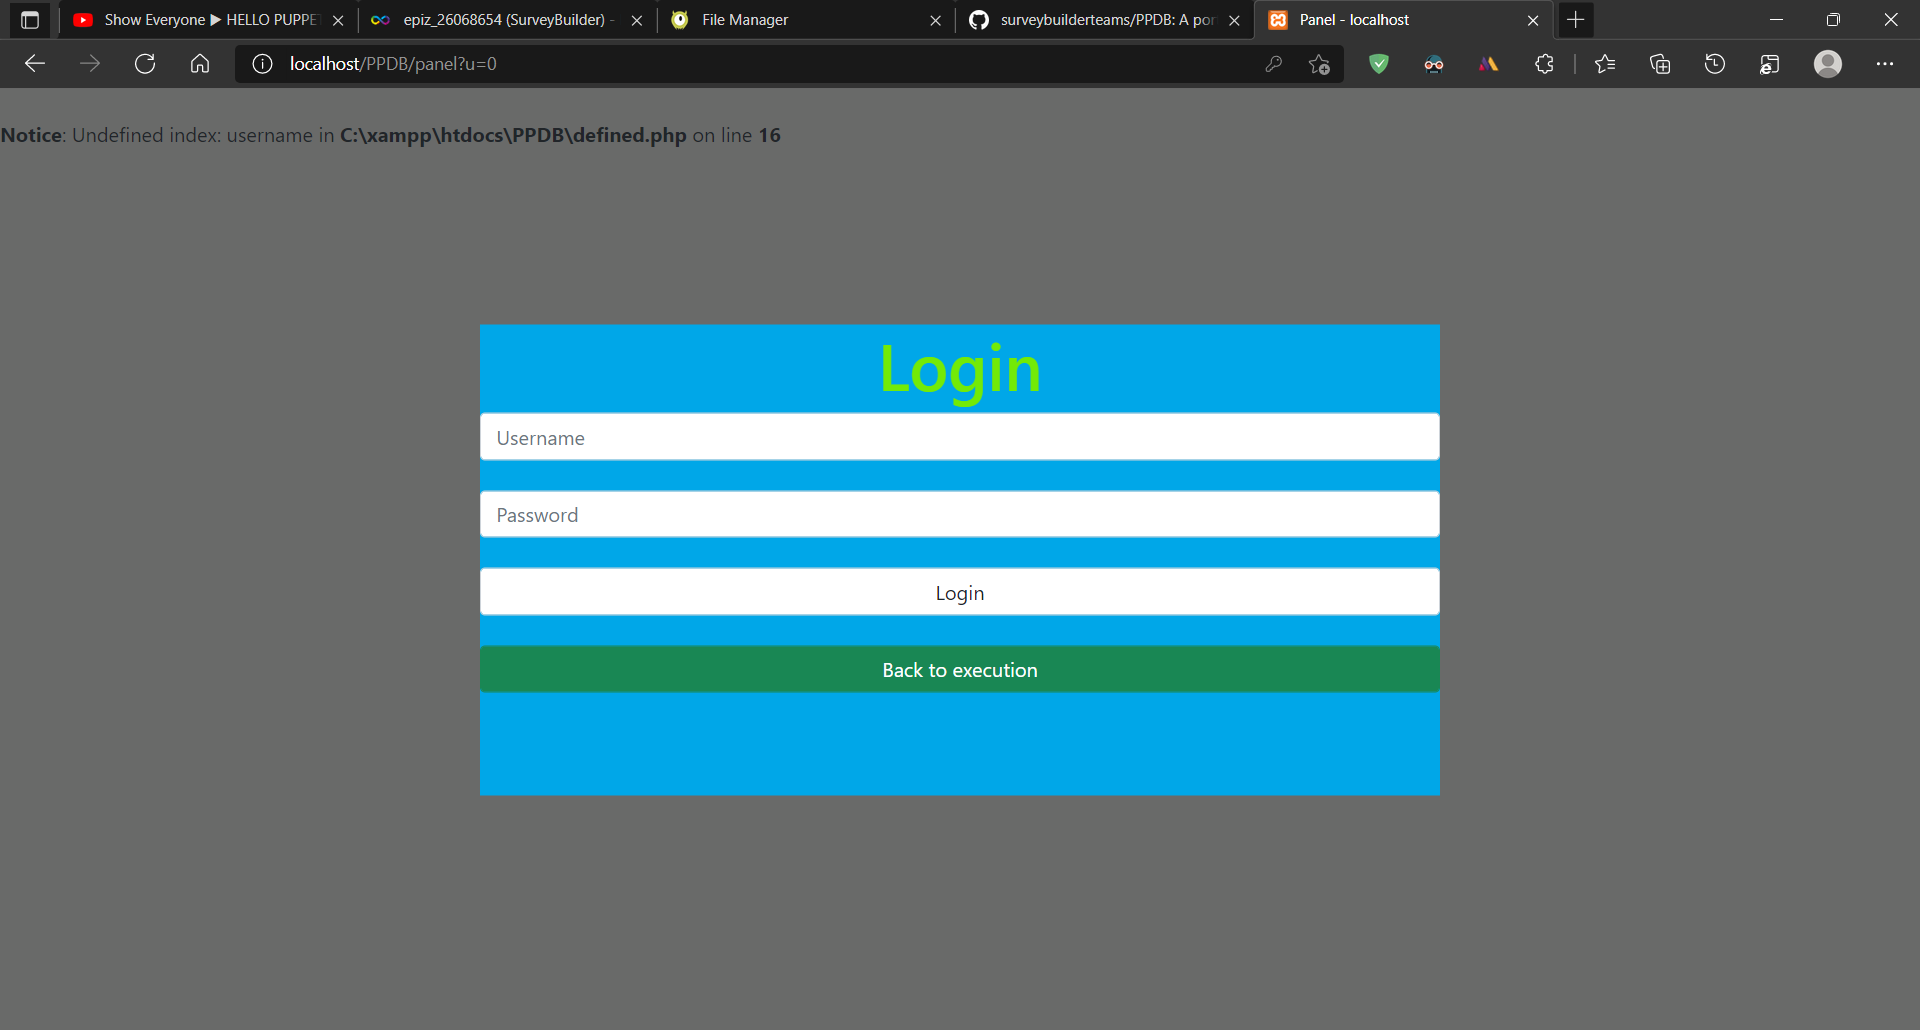 Show Everyone ▶ HELLO PUPPE
epiz_26068654 (SurveyBuilder) -
File Manager
surveybuilderteams/PPDB: A por
Panel - localhost
localhost/PPDB/panel?u=0
Notice: Undefined index: username in C:\xampp\htdocs\PPDB\defined.php on line 16
Login
Username
Password
Login
Back to execution